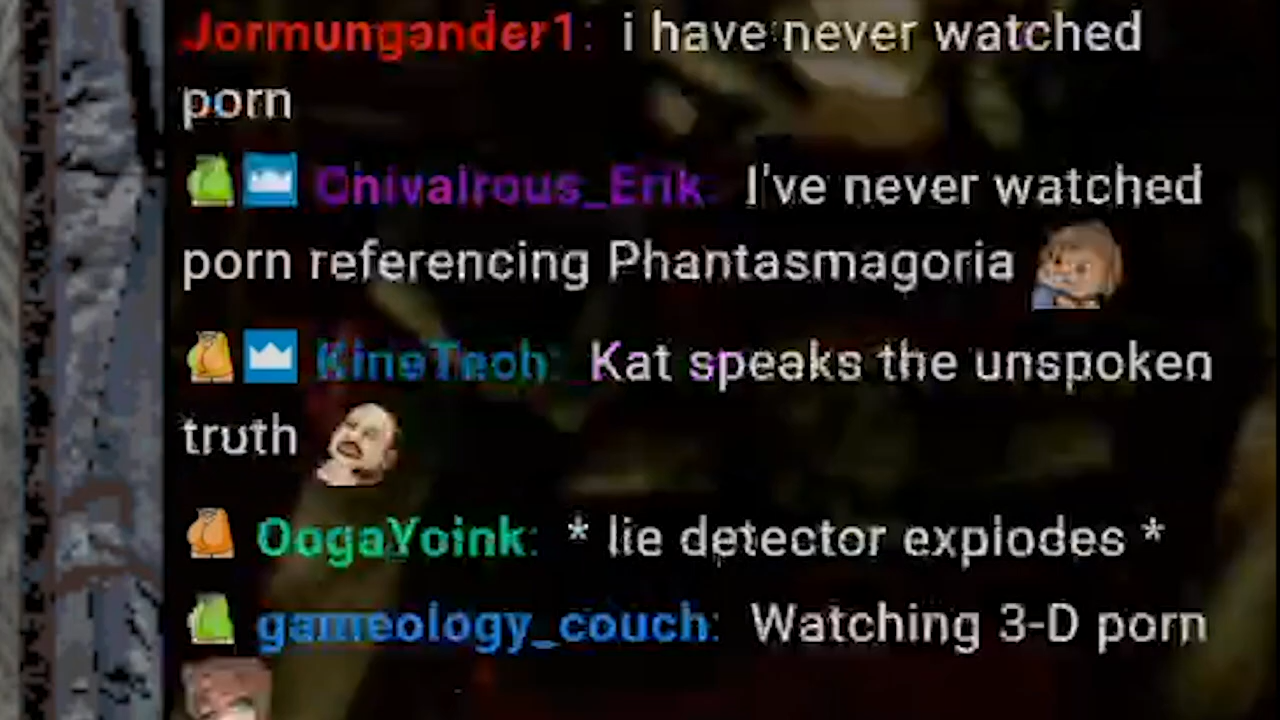 Jormungander1: i have never watched
porn
Chivalrous_Erik: I've never watched
porn referencing Phantasmagoria
KineTech: Kat speaks the unspoken
truth
OogaYoink: * lie detector explodes *
gameology_couch: Watching 3-D porn